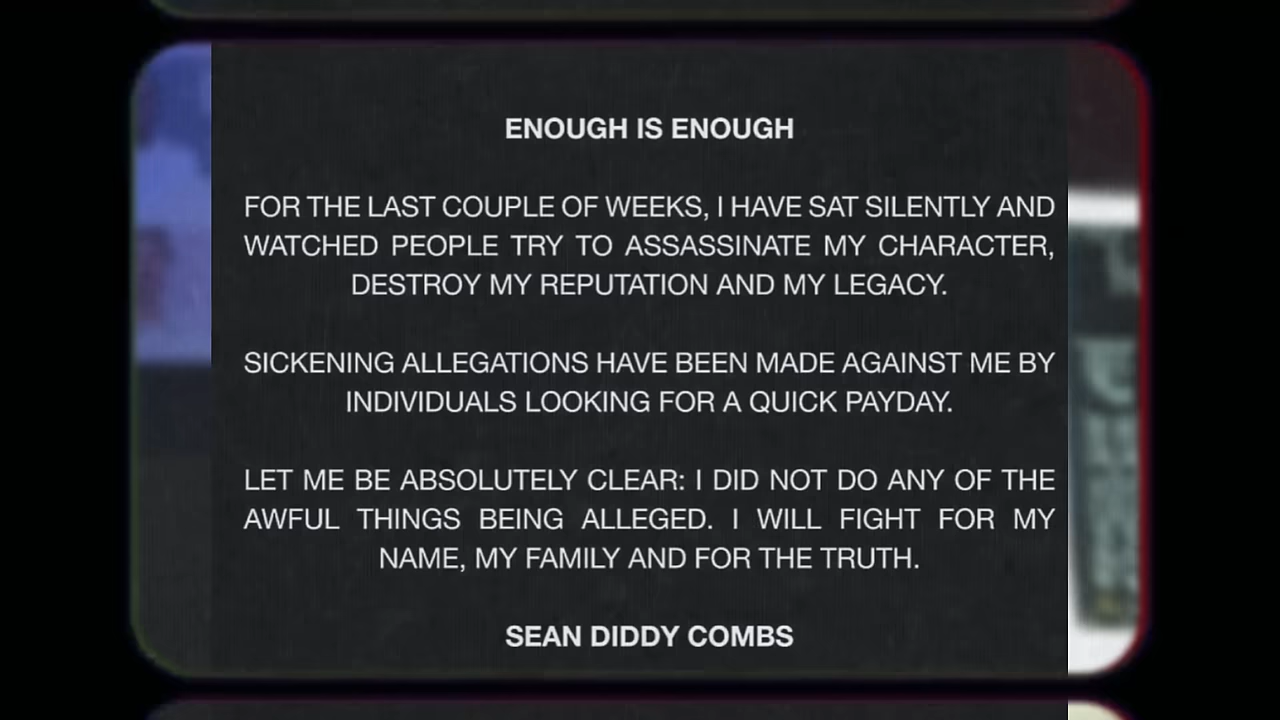 ENOUGH IS ENOUGH
FOR THE LAST COUPLE OF WEEKS, I HAVE SAT SILENTLY AND
WATCHED PEOPLE TRY TO ASSASSINATE MY CHARACTER,
DESTROY MY REPUTATION AND MY LEGACY.
SICKENING ALLEGATIONS HAVE BEEN MADE AGAINST ME BY
INDIVIDUALS LOOKING FOR A QUICK PAYDAY.
LET ME BE ABSOLUTELY CLEAR: I DID NOT DO ANY OF THE
AWFUL THINGS BEING ALLEGED. I WILL FIGHT FOR MY
NAME, MY FAMILY AND FOR THE TRUTH.
SEAN DIDDY COMBS